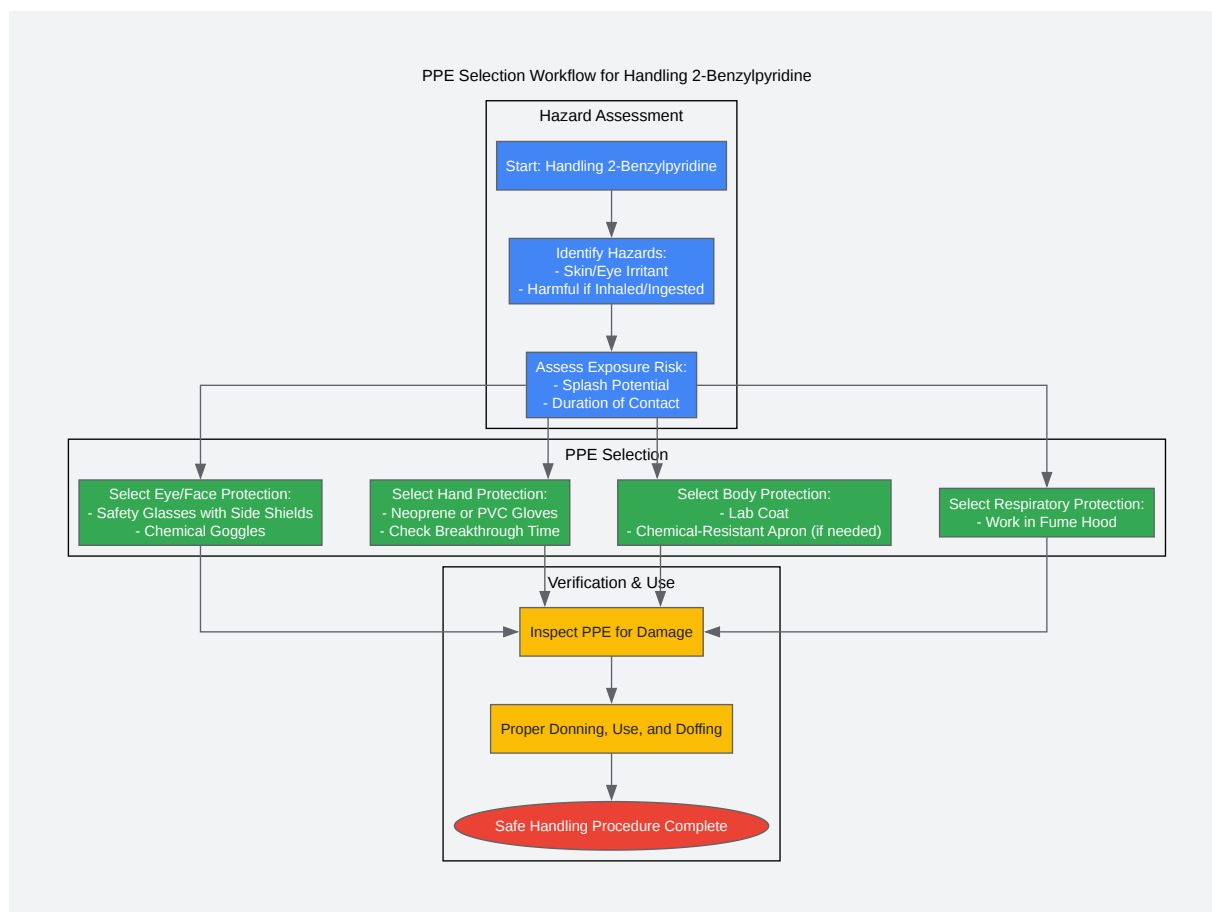 PPE Selection Workflow for Handling 2-Benzylpyridine
Hazard Assessment
Start: Handling 2-Benzylpyridine
Identify Hazards:
- Skin/Eye Irritant
- Harmful if Inhaled/Ingested
Assess Exposure Risk:
- Splash Potential
- Duration of Contact
PPE Selection
Select Eye/Face Protection:
- Safety Glasses with Side Shields
- Chemical Goggles
Select Hand Protection:
- Neoprene or PVC Gloves
- Check Breakthrough Time
Select Body Protection:
- Lab Coat
- Chemical-Resistant Apron (if needed)
Select Respiratory Protection:
- Work in Fume Hood
Verification & Use
Inspect PPE for Damage
Proper Donning, Use, and Doffing
Safe Handling Procedure Complete